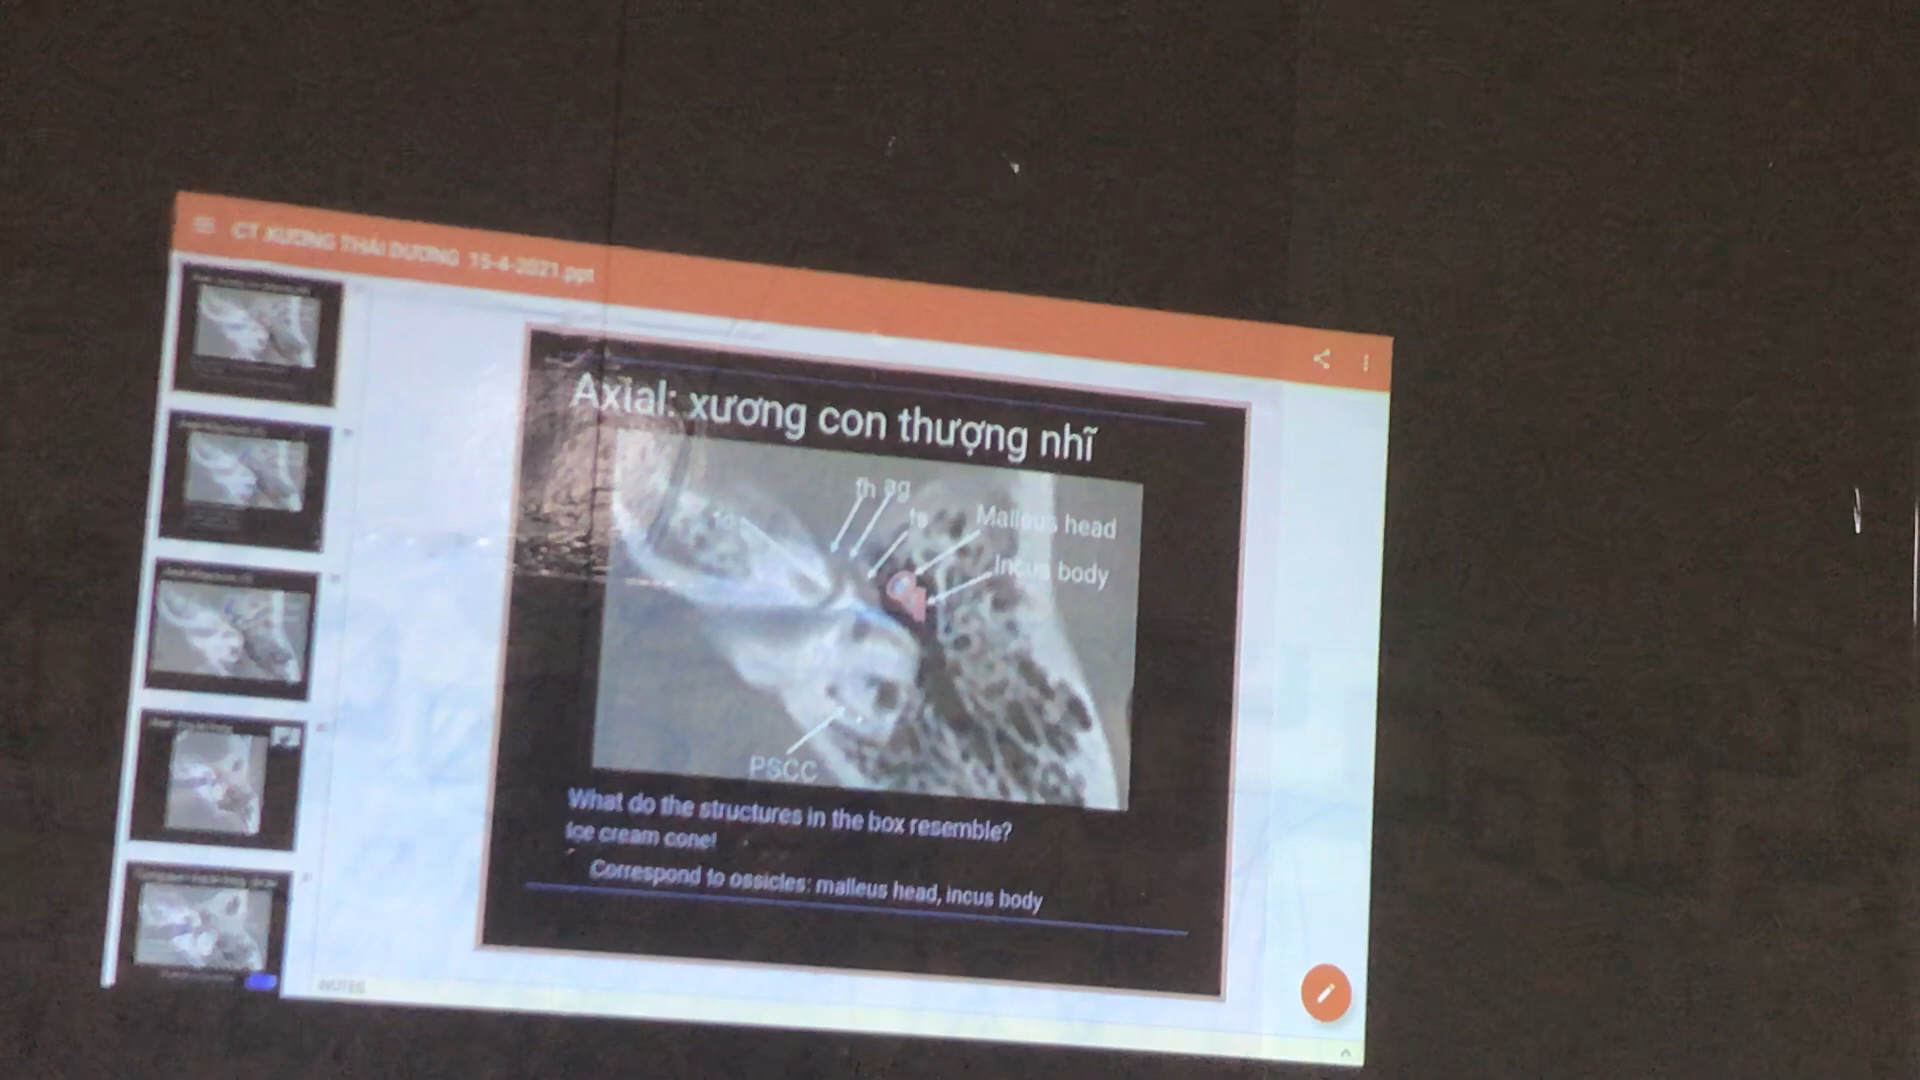 CT XƯƠNG THÁI DƯƠNG 15-4-2021.ppt
Axial: xương con thượng nhĩ
fh ag
fs
Malleus head
Incus body
PSCC
What do the structures in the box resemble?
Ice cream cone!
Correspond to ossicles: malleus head, incus body
NOTES